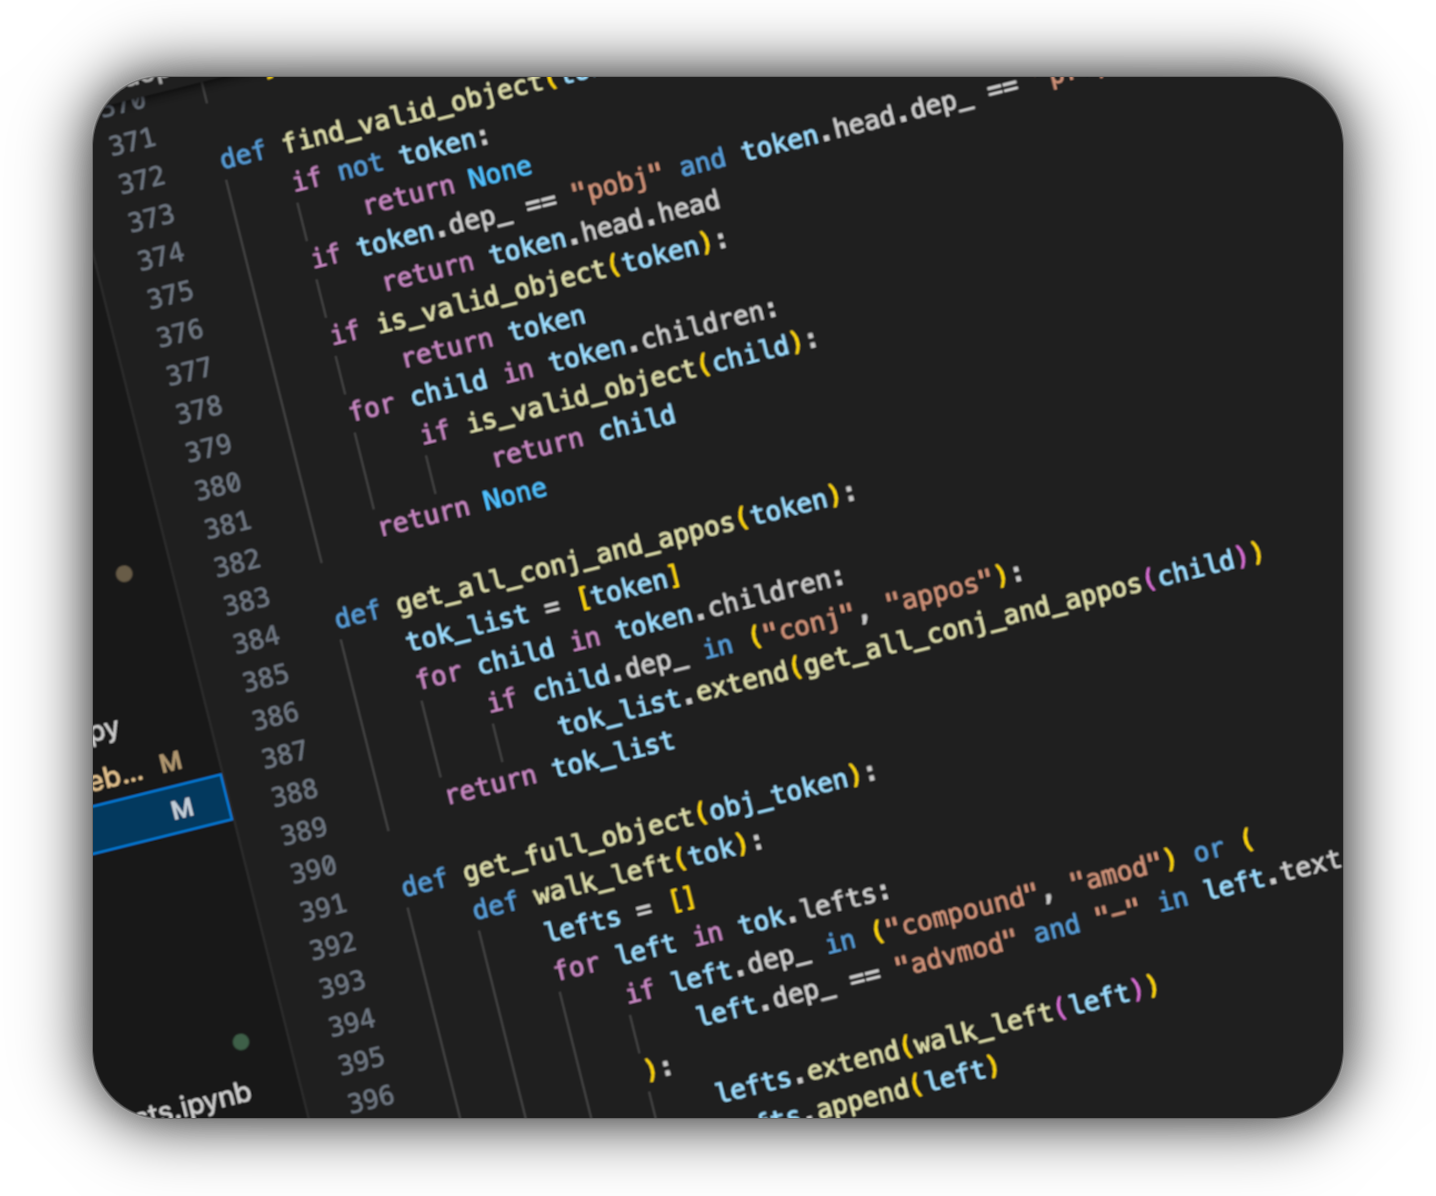 370
371
def find_valid_object(
372
if not token:
373
return None
374
if token.dep_ == "pobj" and token.head.dep_ ==
375
return token.head.head
376
if is_valid_object(token):
377
return token
378
for child in token.children:
379
if is_valid_object(child):
380
return child
381
return None
382
383
def get_all_conj_and_appos(token):
384
tok_list = [token]
385
for child in token.children:
386
if child.dep_ in ("conj", "appos"):
387
tok_list.extend(get_all_conj_and_appos(child))
388
return tok_list
389
390
def get_full_object(obj_token):
391
def walk_left(tok):
392
lefts = []
393
for left in tok.lefts:
394
if left.dep_ in ("compound", "amod") or (
395
left.dep_ == "advmod" and "-" in left.text
396
):
lefts.extend(walk_left(left))
.append(left)
py
eb... M
M
ts.ipynb